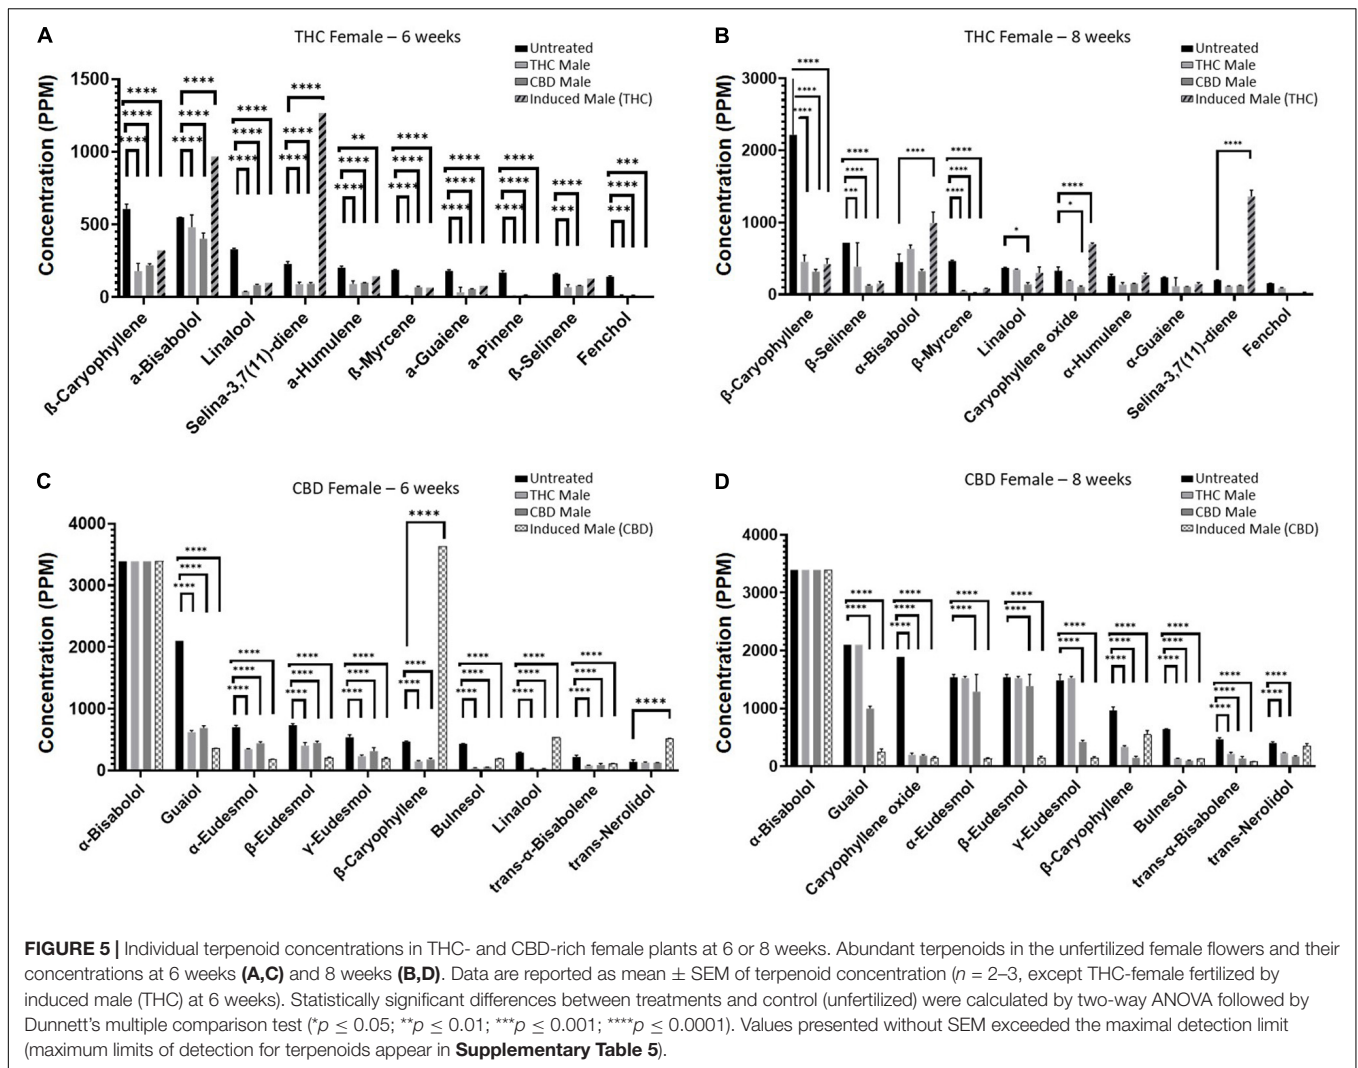 A
THC Female – 6 weeks
Untreated
THC Male
CBD Male
Induced Male (THC)
Concentration (PPM)
1500
1000
500
0
**** **** **** **** **** **** **** **** **** **** **** ****
**** **** ** **** **** **** **** **** **** **** **** ****
**** **** **** **** *** *** **** ***
ß-Caryophyllene
a-Bisabolol
Linalool
Selina-3,7(11)-diene
a-Humulene
ß-Myrcene
a-Guaiene
a-Pinene
ß-Selinene
Fenchol
B
THC Female – 8 weeks
Untreated
THC Male
CBD Male
Induced Male (THC)
Concentration (PPM)
3000
2000
1000
0
**** **** ****
**** **** ***
****
**** **** ****
*
**** *
****
β-Caryophyllene
β-Selinene
α-Bisabolol
β-Myrcene
Linalool
Caryophyllene oxide
α-Humulene
α-Guaiene
Selina-3,7(11)-diene
Fenchol
C
CBD Female – 6 weeks
Untreated
THC Male
CBD Male
Induced Male (CBD)
Concentration (PPM)
4000
3000
2000
1000
0
**** **** ****
**** **** ****
**** **** ****
**** **** ****
**** **** ****
**** **** ****
**** **** ****
**** **** ****
****
α-Bisabolol
Guaiol
α-Eudesmol
β-Eudesmol
γ-Eudesmol
β-Caryophyllene
Bulnesol
Linalool
trans-α-Bisabolene
trans-Nerolidol
D
CBD Female – 8 weeks
Untreated
THC Male
CBD Male
Induced Male (CBD)
Concentration (PPM)
4000
3000
2000
1000
0
**** ****
**** **** ****
**** ****
**** ****
**** ****
**** **** ****
**** **** ****
**** **** ****
**** ****
α-Bisabolol
Guaiol
Caryophyllene oxide
α-Eudesmol
β-Eudesmol
γ-Eudesmol
β-Caryophyllene
Bulnesol
trans-α-Bisabolene
trans-Nerolidol
FIGURE 5 | Individual terpenoid concentrations in THC- and CBD-rich female plants at 6 or 8 weeks. Abundant terpenoids in the unfertilized female flowers and their
concentrations at 6 weeks (A,C) and 8 weeks (B,D). Data are reported as mean ± SEM of terpenoid concentration (n = 2–3, except THC-female fertilized by
induced male (THC) at 6 weeks). Statistically significant differences between treatments and control (unfertilized) were calculated by two-way ANOVA followed by
Dunnett's multiple comparison test (*p ≤ 0.05; **p ≤ 0.01; ***p ≤ 0.001; ****p ≤ 0.0001). Values presented without SEM exceeded the maximal detection limit
(maximum limits of detection for terpenoids appear in Supplementary Table 5).